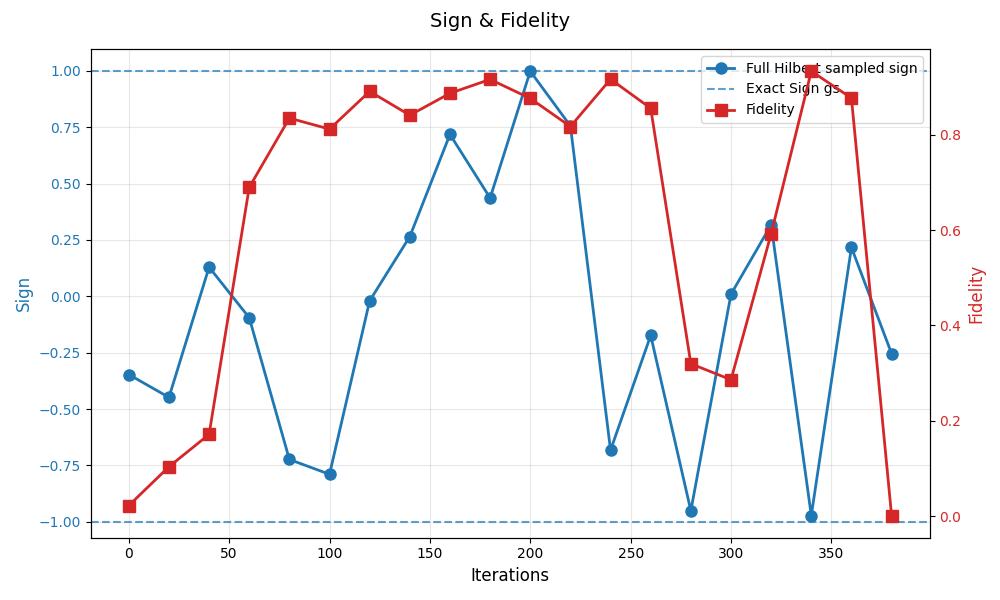 Sign & Fidelity
Full Hilbert sampled sign
Exact Sign gs
Fidelity
1.00
0.75
0.50
0.25
0.00
−0.25
−0.50
−0.75
−1.00
Sign
0.8
0.6
0.4
0.2
0.0
Fidelity
0 50 100 150 200 250 300 350
Iterations